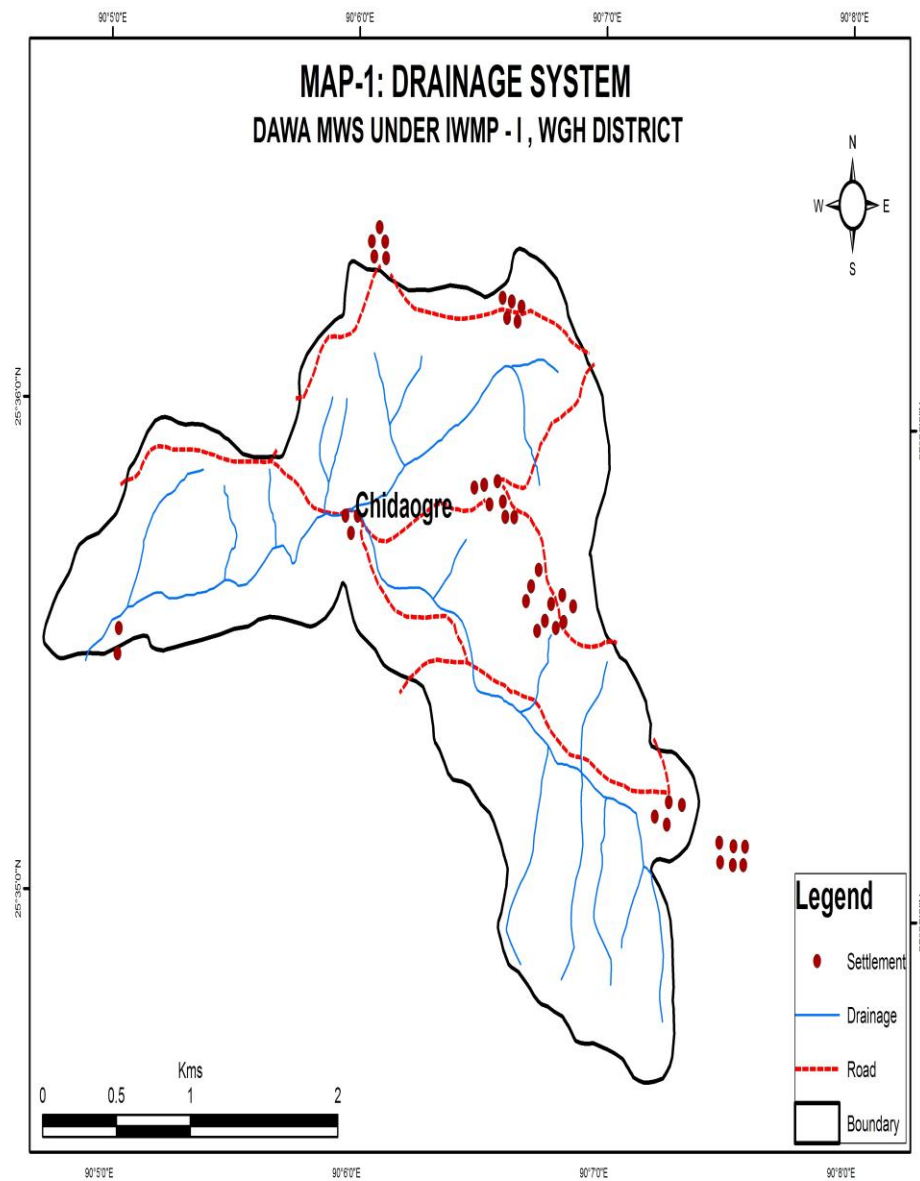 90°5'0"E 90°6'0"E 90°7'0"E 90°8'0"E
MAP-1: DRAINAGE SYSTEM
DAWA MWS UNDER IWMP - I , WGH DISTRICT
N
W E
S
25°36'0"N
Chidaogre
25°35'0"N
Legend
Settlement
Drainage
Road
Boundary
Kms
0 0.5 1 2
90°5'0"E 90°6'0"E 90°7'0"E 90°8'0"E